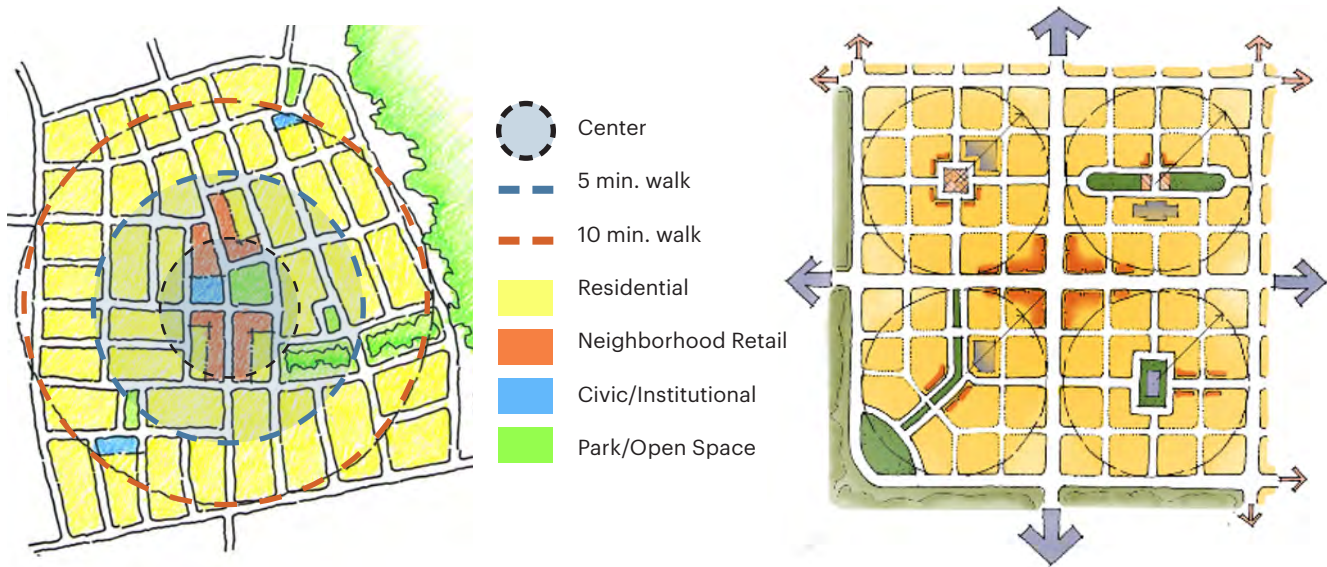 Center
5 min. walk
10 min. walk
Residential
Neighborhood Retail
Civic/Institutional
Park/Open Space